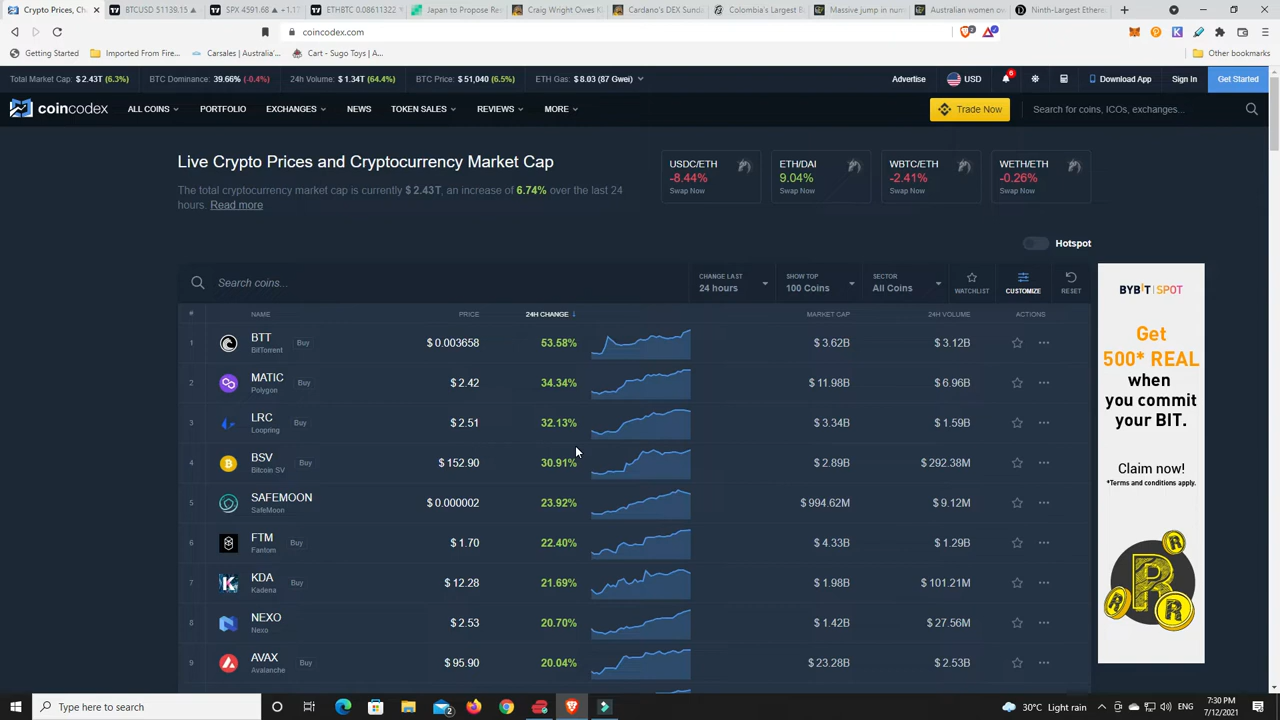 Crypto Prices, Ch
BTCUSD 51139.15
SPX 4591.68 ▲ +1.17
ETHBTC 0.08611322
Japan to Propose Re
Craig Wright Owes K
Cardano's DEX Sunda
Colombia's Largest B
Massive jump in num
Australian women ow
Ninth-Largest Ethere
coincodex.com
Getting Started
Imported From Fire...
Carsales | Australia'...
Cart - Sugo Toys | A...
Other bookmarks
Total Market Cap: $ 2.43T (6.3%)
BTC Dominance: 39.66% (-0.4%)
24h Volume: $ 1.34T (64.4%)
BTC Price: $ 51,040 (6.5%)
ETH Gas: $ 8.03 (87 Gwei)
Advertise
USD
6
Download App
Sign In
Get Started
coincodex
ALL COINS
PORTFOLIO
EXCHANGES
NEWS
TOKEN SALES
REVIEWS
MORE
Trade Now
Search for coins, ICOs, exchanges...
Live Crypto Prices and Cryptocurrency Market Cap
The total cryptocurrency market cap is currently $ 2.43T, an increase of 6.74% over the last 24
hours. Read more
USDC/ETH
-8.44%
Swap Now
ETH/DAI
9.04%
Swap Now
WBTC/ETH
-2.41%
Swap Now
WETH/ETH
-0.26%
Swap Now
Hotspot
Search coins...
CHANGE LAST
24 hours
SHOW TOP
100 Coins
SECTOR
All Coins
WATCHLIST
CUSTOMIZE
RESET
# NAME PRICE 24H CHANGE ↓ MARKET CAP 24H VOLUME ACTIONS
1 BTT Buy $ 0.003658 53.58% $ 3.62B $ 3.12B
BitTorrent
2 MATIC Buy $ 2.42 34.34% $ 11.98B $ 6.96B
Polygon
3 LRC Buy $ 2.51 32.13% $ 3.34B $ 1.59B
Loopring
4 BSV Buy $ 152.90 30.91% $ 2.89B $ 292.38M
Bitcoin SV
5 SAFEMOON $ 0.000002 23.92% $ 994.62M $ 9.12M
SafeMoon
6 FTM Buy $ 1.70 22.40% $ 4.33B $ 1.29B
Fantom
7 KDA Buy $ 12.28 21.69% $ 1.98B $ 101.21M
Kadena
8 NEXO Buy $ 2.53 20.70% $ 1.42B $ 27.56M
Nexo
9 AVAX Buy $ 95.90 20.04% $ 23.28B $ 2.53B
Avalanche
BYBIT | SPOT
Get
500* REAL
when
you commit
your BIT.
Claim now!
*Terms and conditions apply.
Type here to search
30°C Light rain
ENG
7:30 PM
7/12/2021